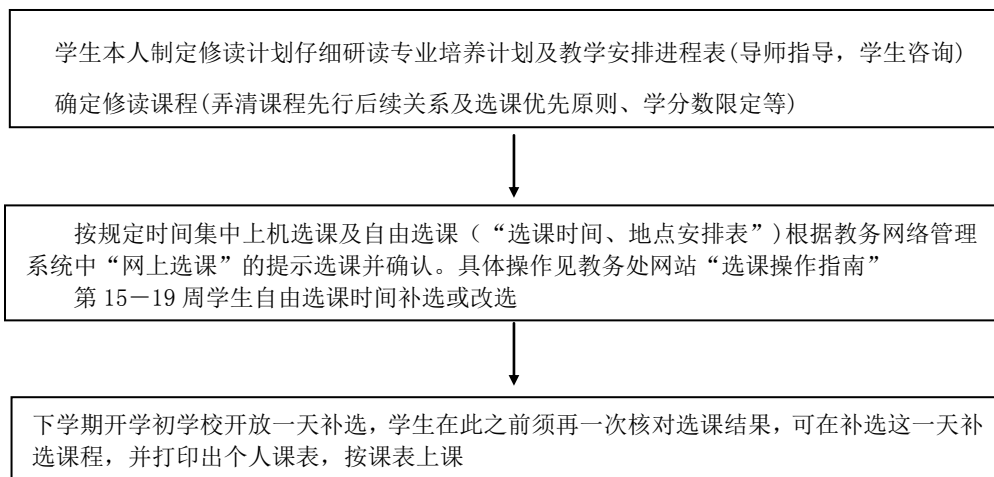 学生本人制定修读计划仔细研读专业培养计划及教学安排进程表(导师指导，学生咨询)
确定修读课程(弄清课程先行后续关系及选课优先原则、学分数限定等)
按规定时间集中上机选课及自由选课（“选课时间、地点安排表”)根据教务网络管理
系统中“网上选课”的提示选课并确认。具体操作见教务处网站“选课操作指南”
第 15－19 周学生自由选课时间补选或改选
下学期开学初学校开放一天补选，学生在此之前须再一次核对选课结果，可在补选这一天补
选课程，并打印出个人课表，按课表上课